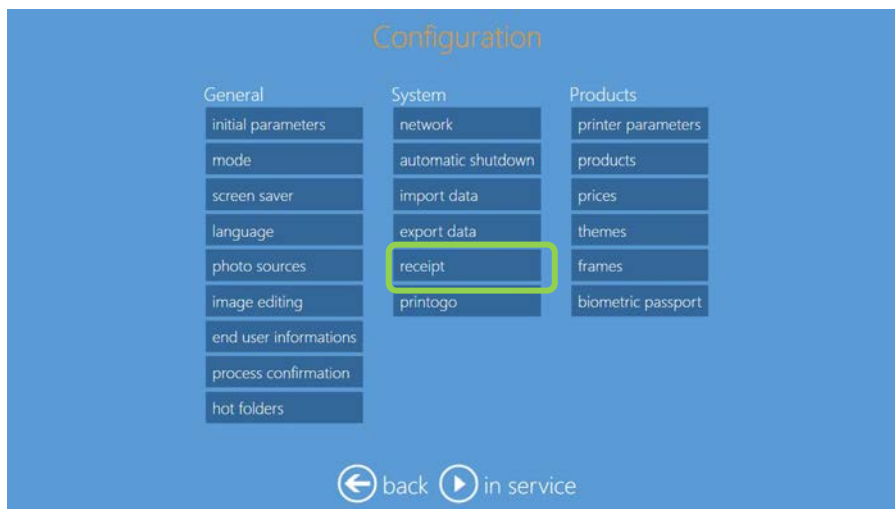 Configuration
General
initial parameters
mode
screen saver
language
photo sources
image editing
end user informations
process confirmation
hot folders
System
network
automatic shutdown
import data
export data
receipt
printogo
Products
printer parameters
products
prices
themes
frames
biometric passport
back in service